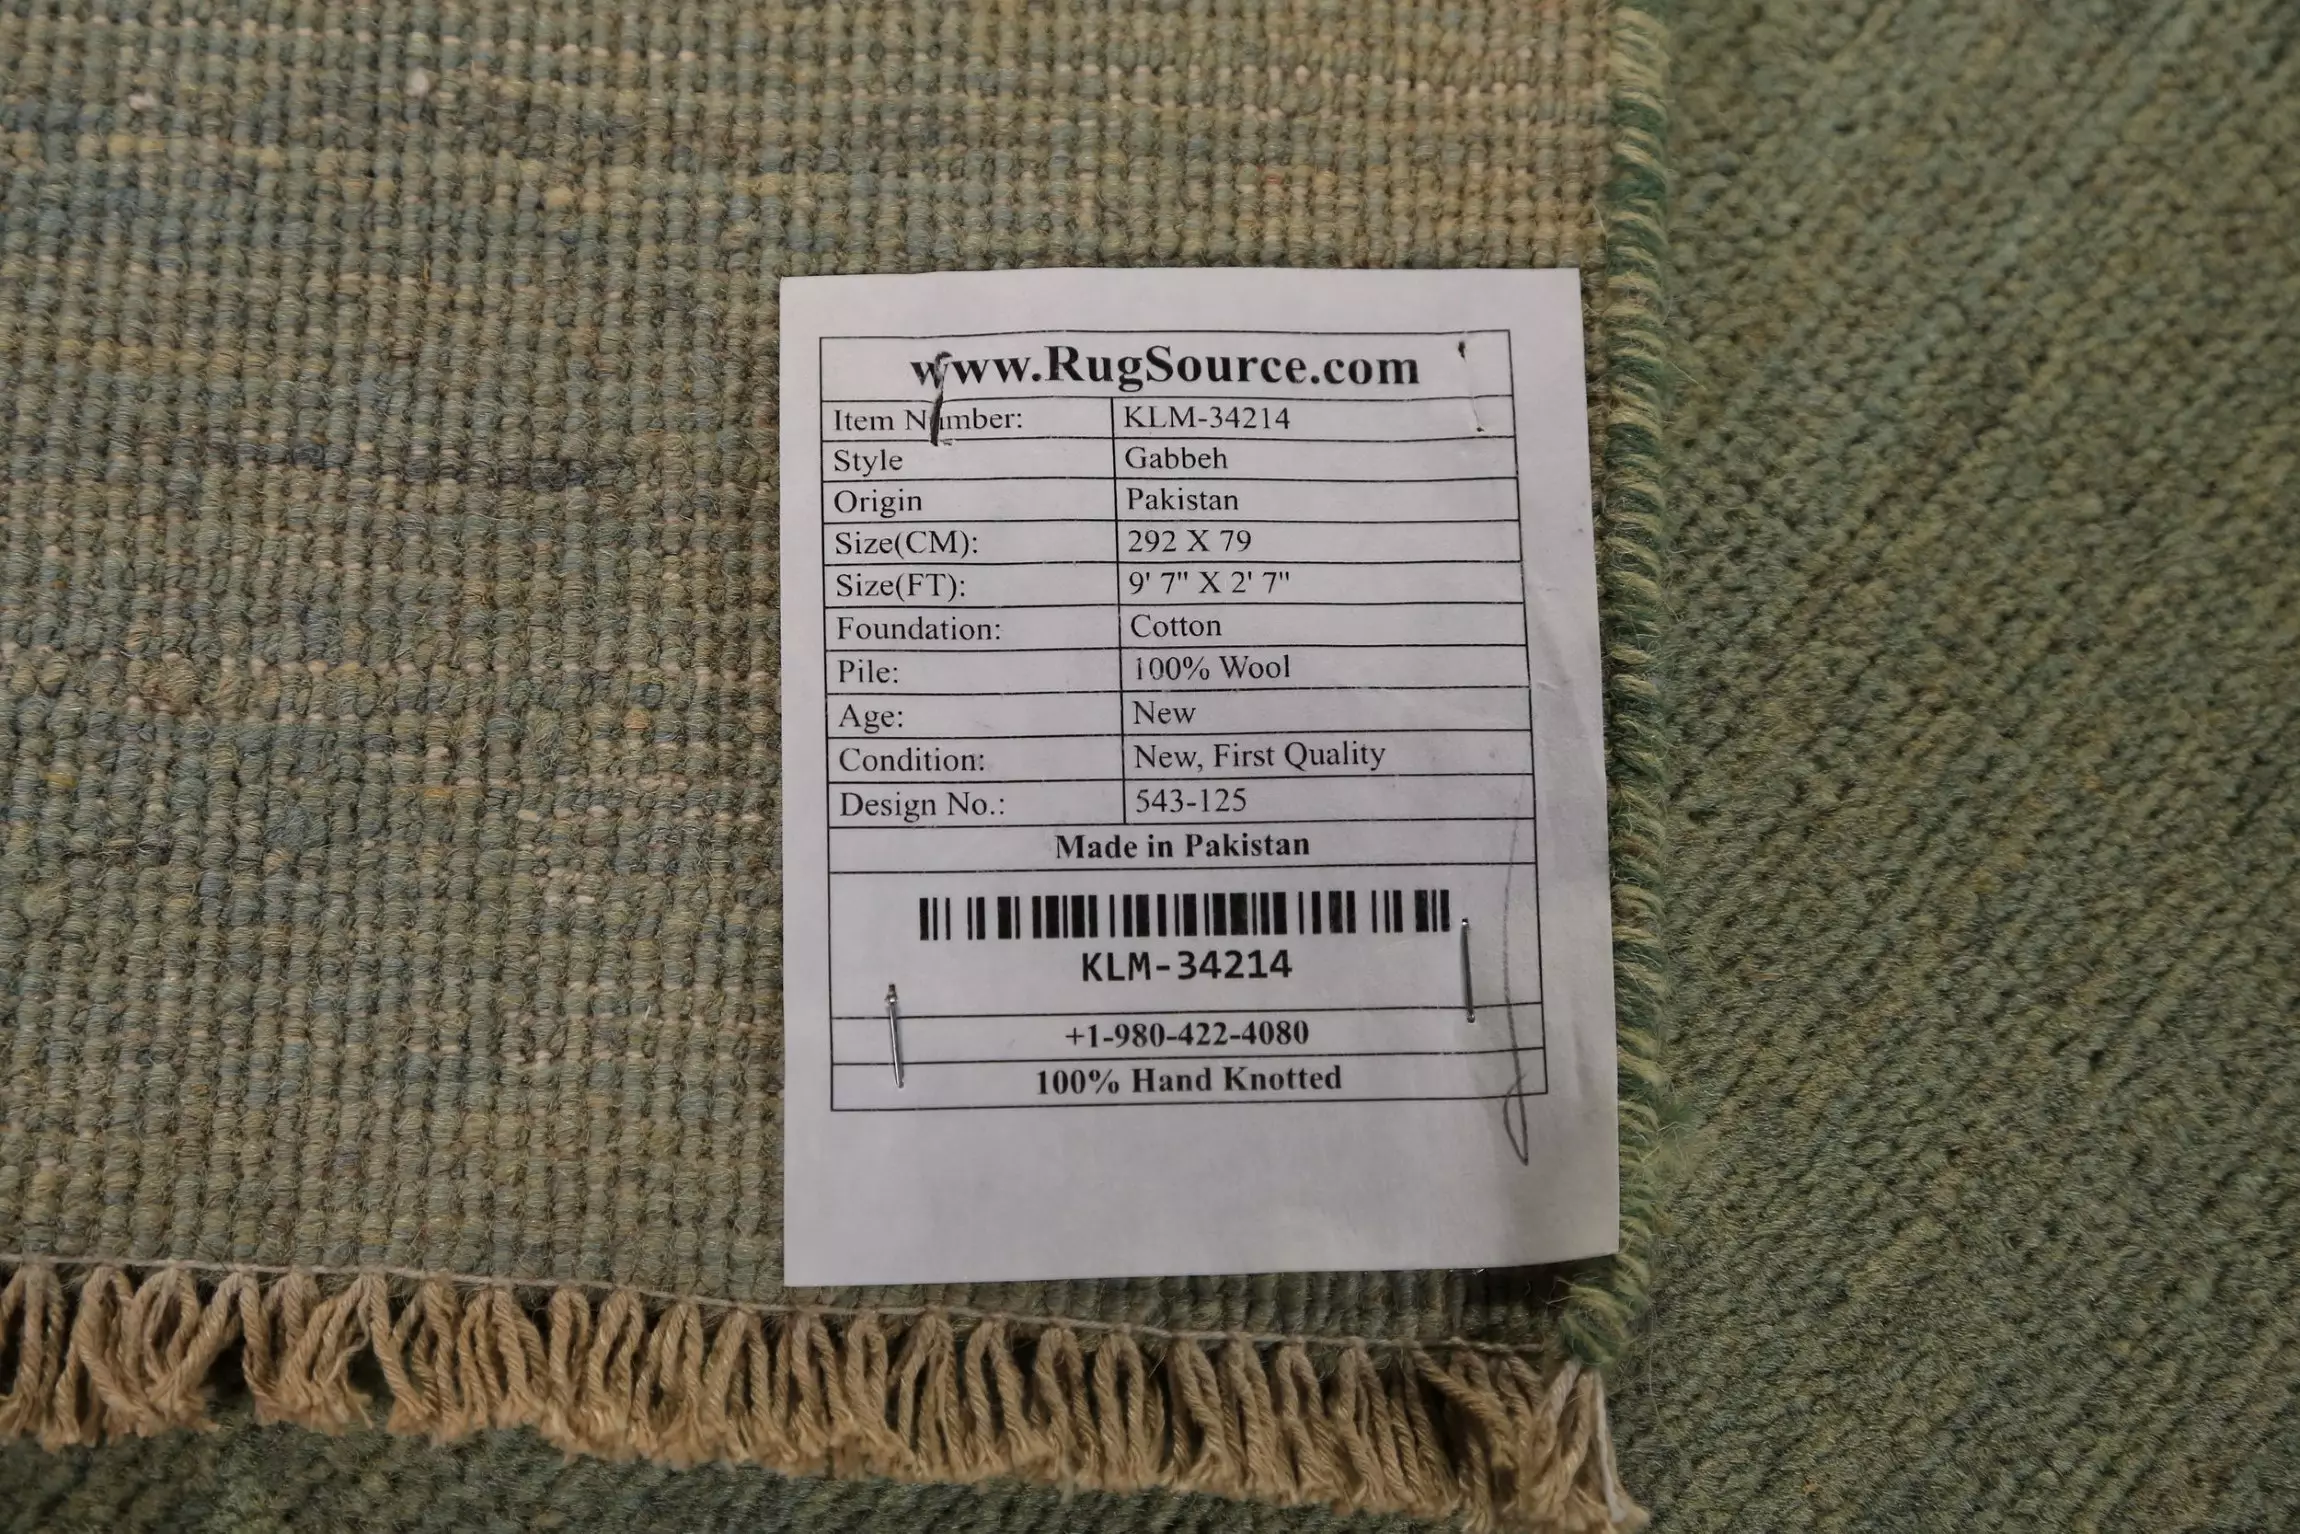 www.RugSource.com
Item Number: KLM-34214
Style Gabbeh
Origin Pakistan
Size(CM): 292 X 79
Size(FT): 9' 7" X 2' 7"
Foundation: Cotton
Pile: 100% Wool
Age: New
Condition: New, First Quality
Design No.: 543-125
Made in Pakistan
KLM-34214
+1-980-422-4080
100% Hand Knotted